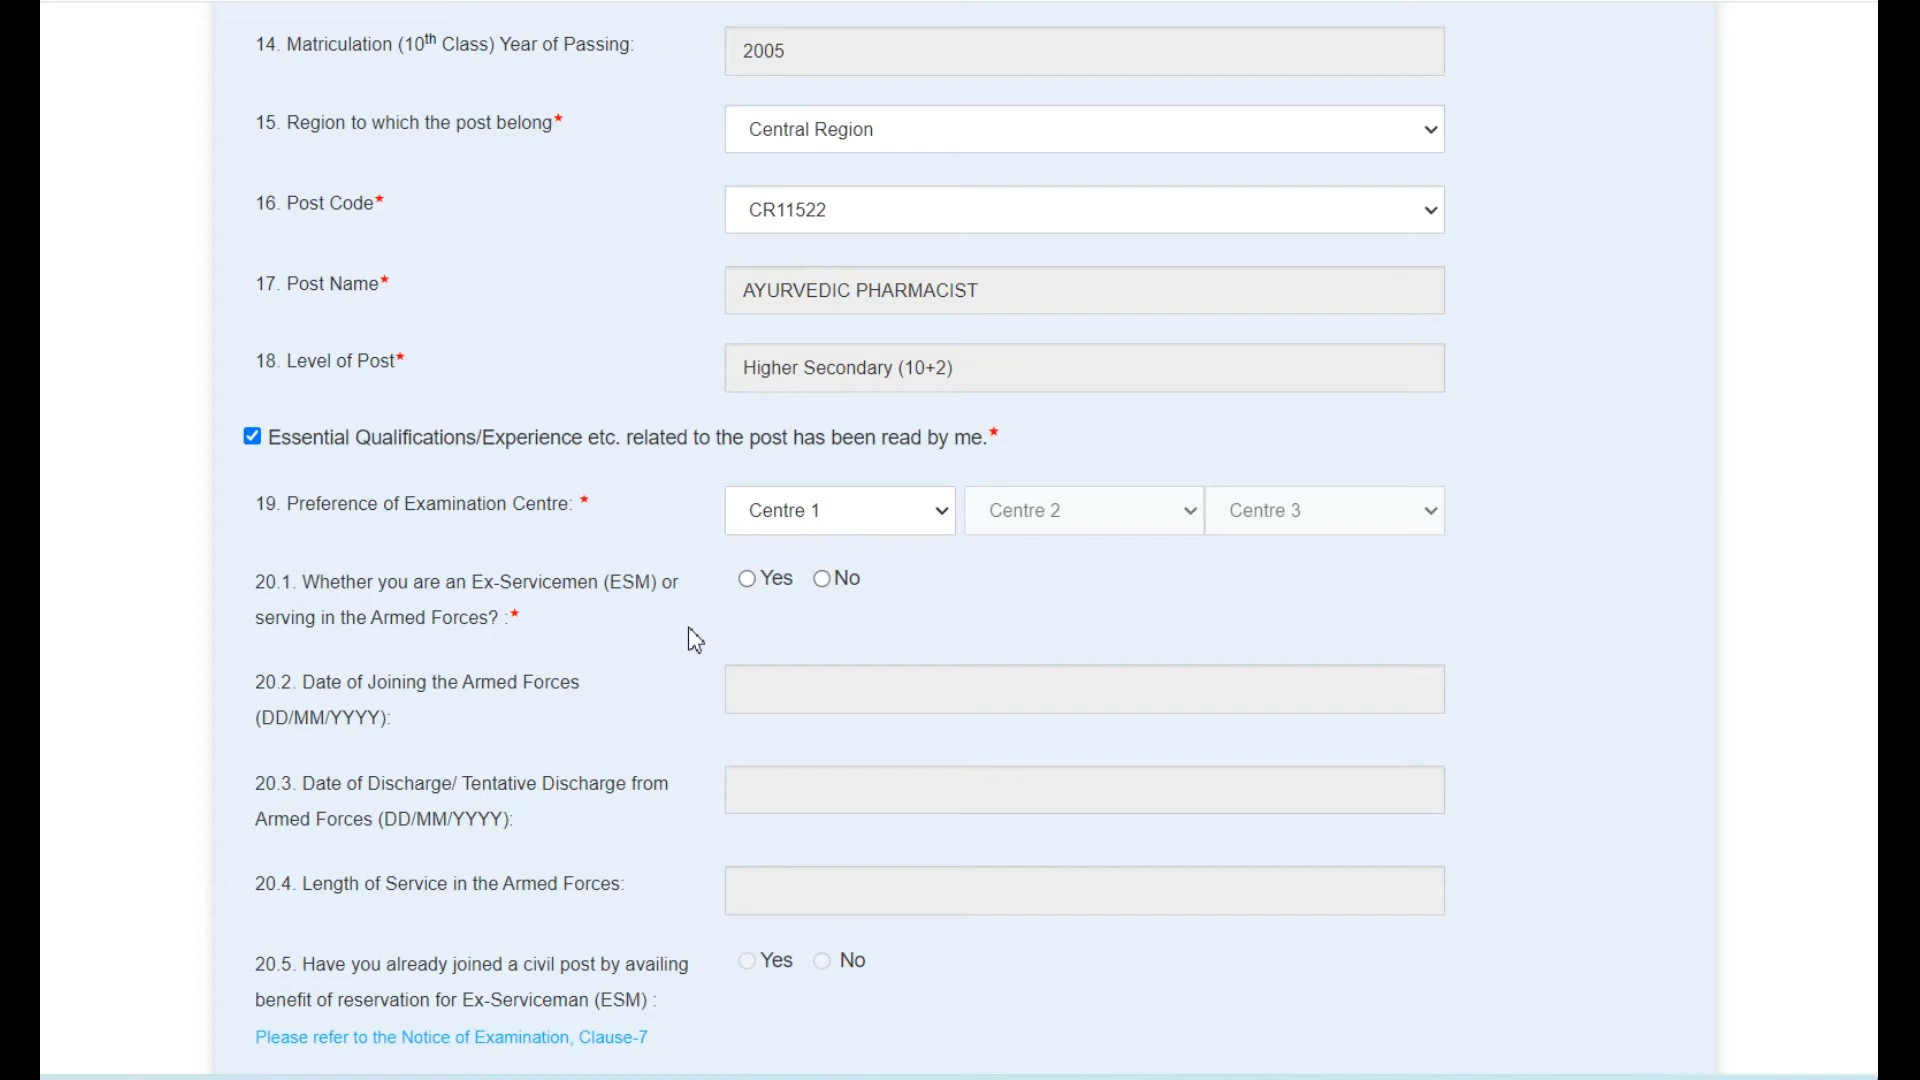 14. Matriculation (10th Class) Year of Passing: 2005
15. Region to which the post belong* Central Region
16. Post Code* CR11522
17. Post Name* AYURVEDIC PHARMACIST
18. Level of Post* Higher Secondary (10+2)
Essential Qualifications/Experience etc. related to the post has been read by me.*
19. Preference of Examination Centre: * Centre 1 Centre 2 Centre 3
20.1. Whether you are an Ex-Servicemen (ESM) or Yes No
serving in the Armed Forces? :*
20.2. Date of Joining the Armed Forces
(DD/MM/YYYY):
20.3. Date of Discharge/ Tentative Discharge from
Armed Forces (DD/MM/YYYY):
20.4. Length of Service in the Armed Forces:
20.5. Have you already joined a civil post by availing Yes No
benefit of reservation for Ex-Serviceman (ESM) :
Please refer to the Notice of Examination, Clause-7